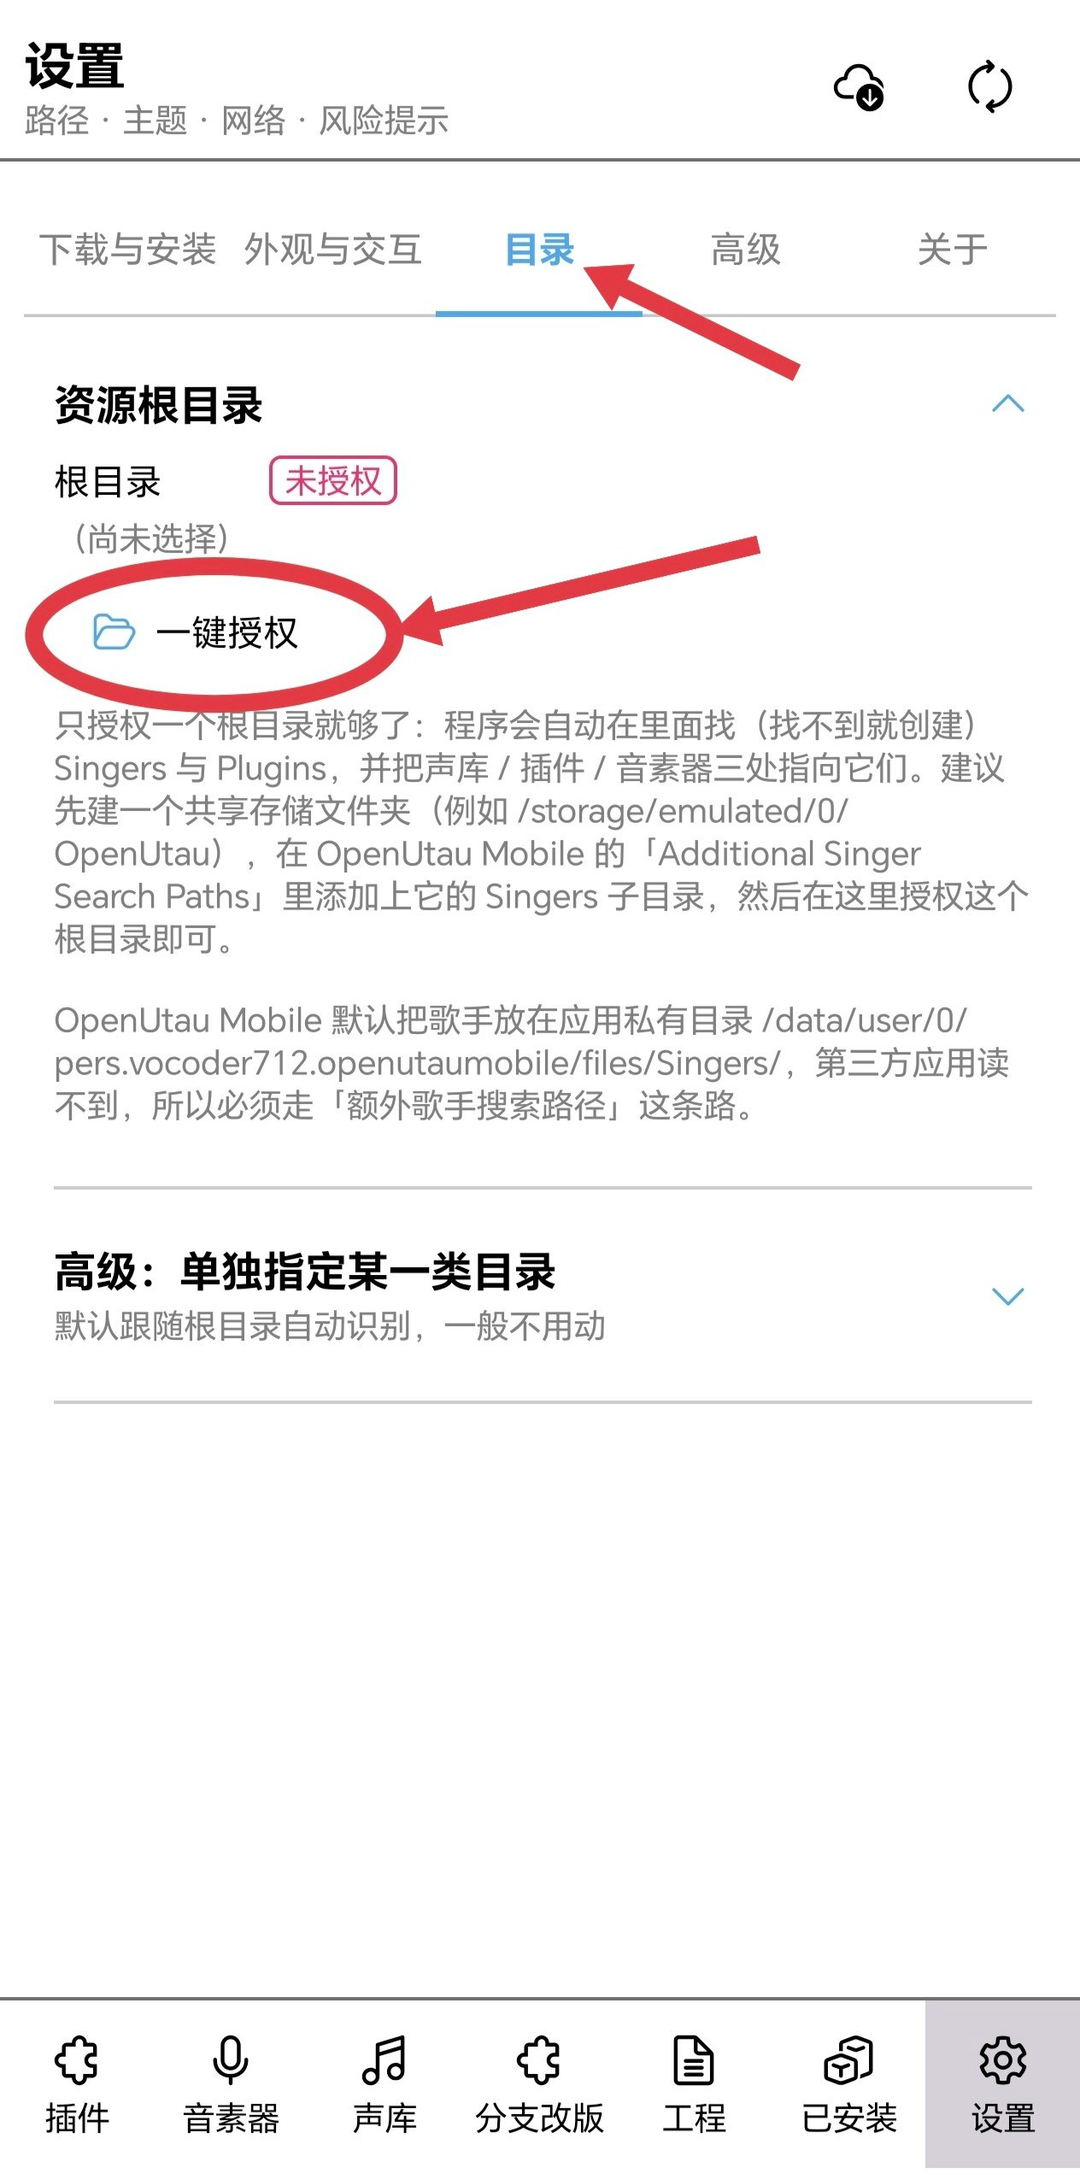 设置
路径 · 主题 · 网络 · 风险提示
下载与安装 外观与交互 目录 高级 关于
资源根目录
根目录 未授权
（尚未选择）
一键授权
只授权一个根目录就够了：程序会自动在里面找（找不到就创建）
Singers 与 Plugins，并把声库 / 插件 / 音素器三处指向它们。建议
先建一个共享存储文件夹（例如 /storage/emulated/0/
OpenUtau），在 OpenUtau Mobile 的「Additional Singer
Search Paths」里添加上它的 Singers 子目录，然后在这里授权这个
根目录即可。
OpenUtau Mobile 默认把歌手放在应用私有目录 /data/user/0/
pers.vocoder712.openutaumobile/files/Singers/，第三方应用读
不到，所以必须走「额外歌手搜索路径」这条路。
高级：单独指定某一类目录
默认跟随根目录自动识别，一般不用动
插件 音素器 声库 分支改版 工程 已安装 设置